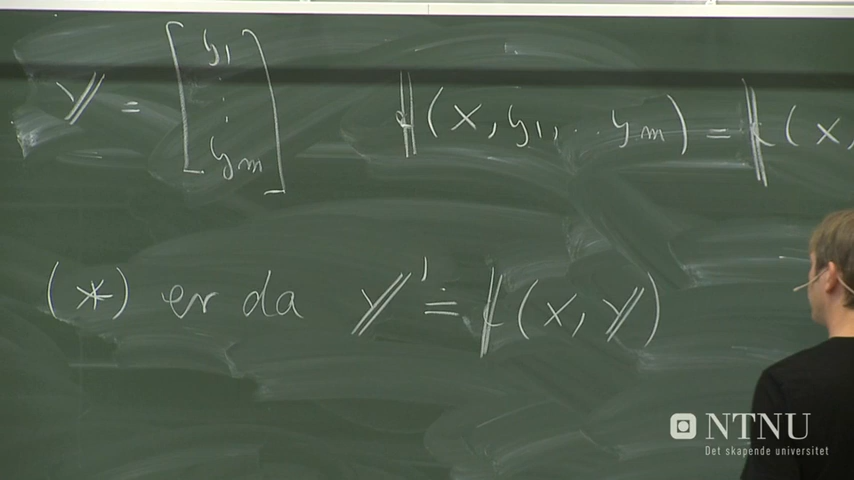 y = [y1 : ym] f(x, y1, ... ym) = f(x,
(*) er da y' = f(x, y)
NTNU
Det skapende universitet